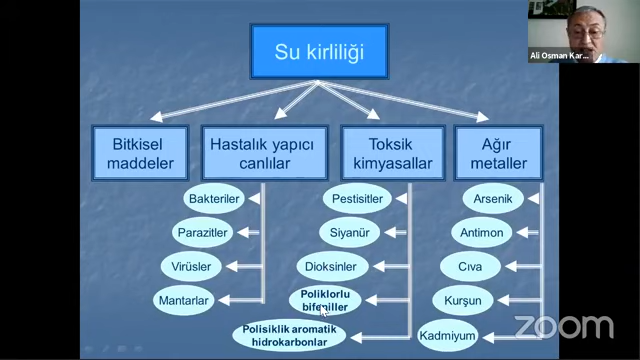 Su kirliliği
Ali Osman Kar...
Bitkisel
maddeler
Hastalık yapıcı
canlılar
Toksik
kimyasallar
Ağır
metaller
Bakteriler
Parazitler
Virüsler
Mantarlar
Pestisitler
Siyanür
Dioksinler
Poliklorlu
bifeniller
Polisiklik aromatik
hidrokarbonlar
Arsenik
Antimon
Cıva
Kurşun
Kadmiyum
zoom